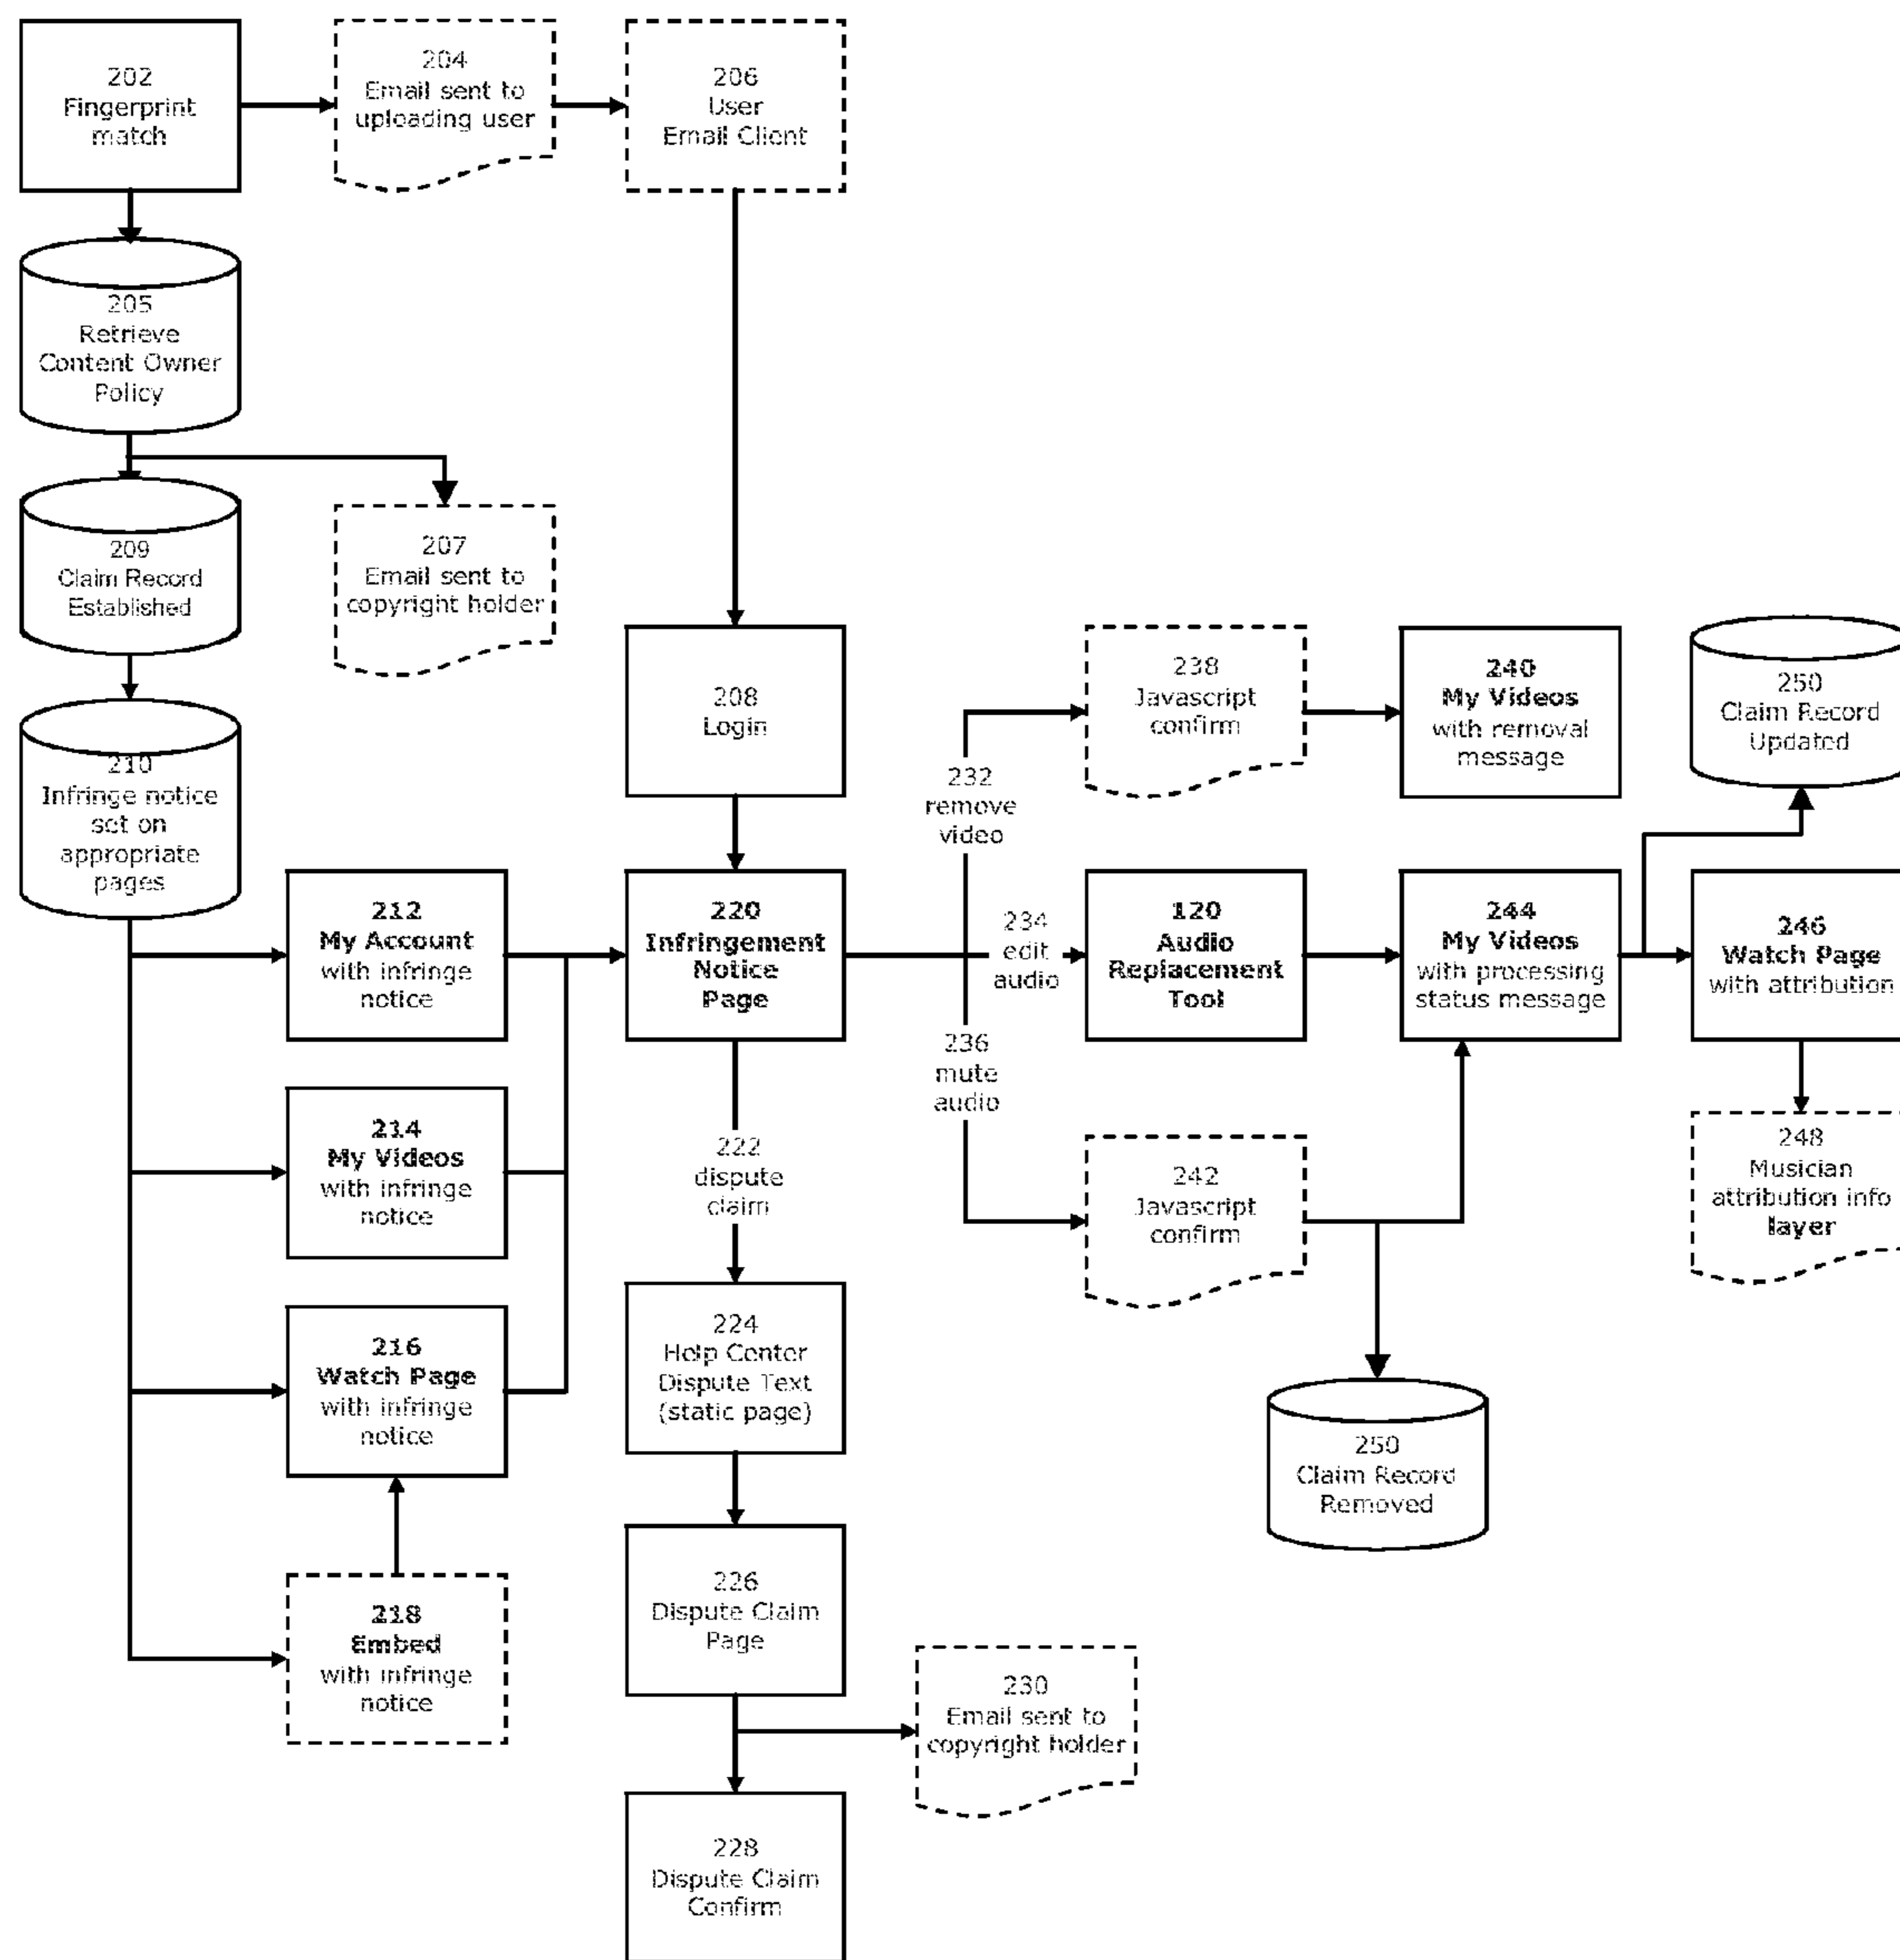 202
Fingerprint
match
204
Email sent to
uploading user
206
User
Email Client
205
Retrieve
Content Owner
Policy
209
Claim Record
Established
207
Email sent to
copyright holder
210
Infringe notice
set on
appropriate
pages
208
Login
212
My Account
with infringe
notice
214
My Videos
with infringe
notice
216
Watch Page
with infringe
notice
218
Embed
with infringe
notice
220
Infringement
Notice
Page
222
dispute
claim
224
Help Center
Dispute Text
(static page)
226
Dispute Claim
Page
228
Dispute Claim
Confirm
230
Email sent to
copyright holder
232
remove
video
234
edit
audio
236
mute
audio
238
Javascript
confirm
240
My Videos
with removal
message
120
Audio
Replacement
Tool
242
Javascript
confirm
244
My Videos
with processing
status message
250
Claim Record
Updated
246
Watch Page
with attribution
248
Musician
attribution info
layer
250
Claim Record
Removed